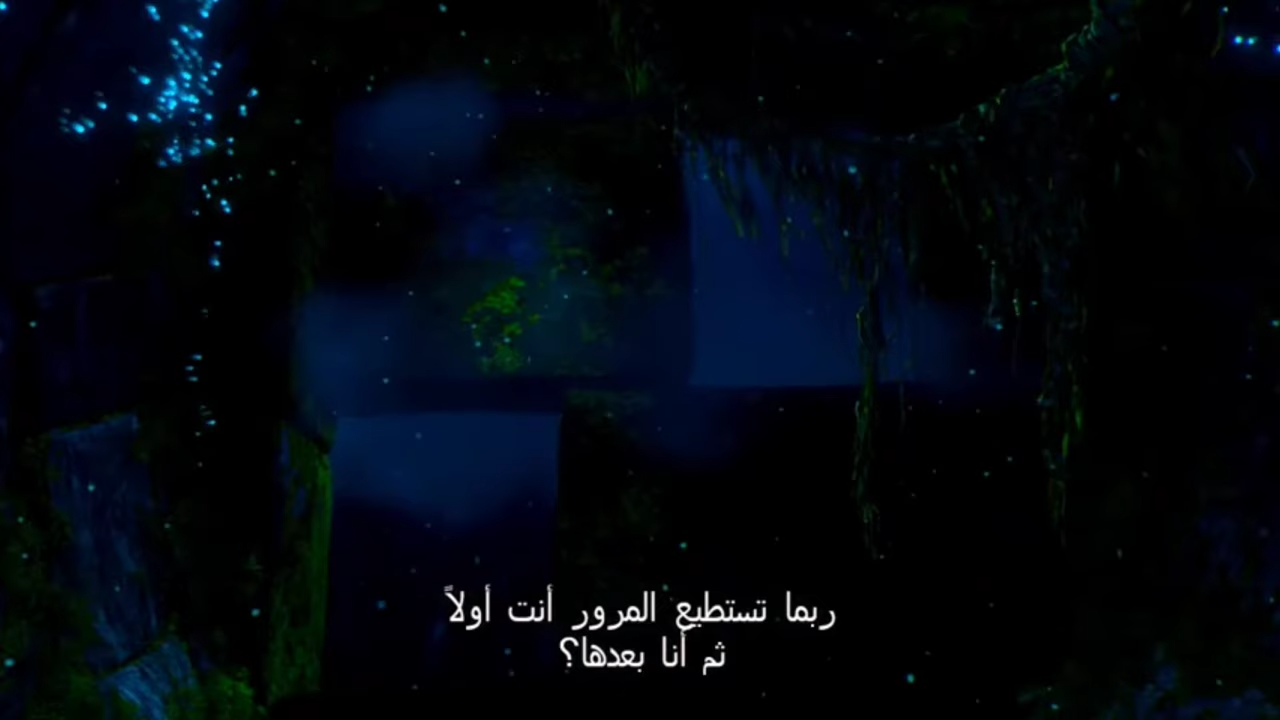 ربما تستطيع المرور أنت أولاً
ثم أنا بعدها؟